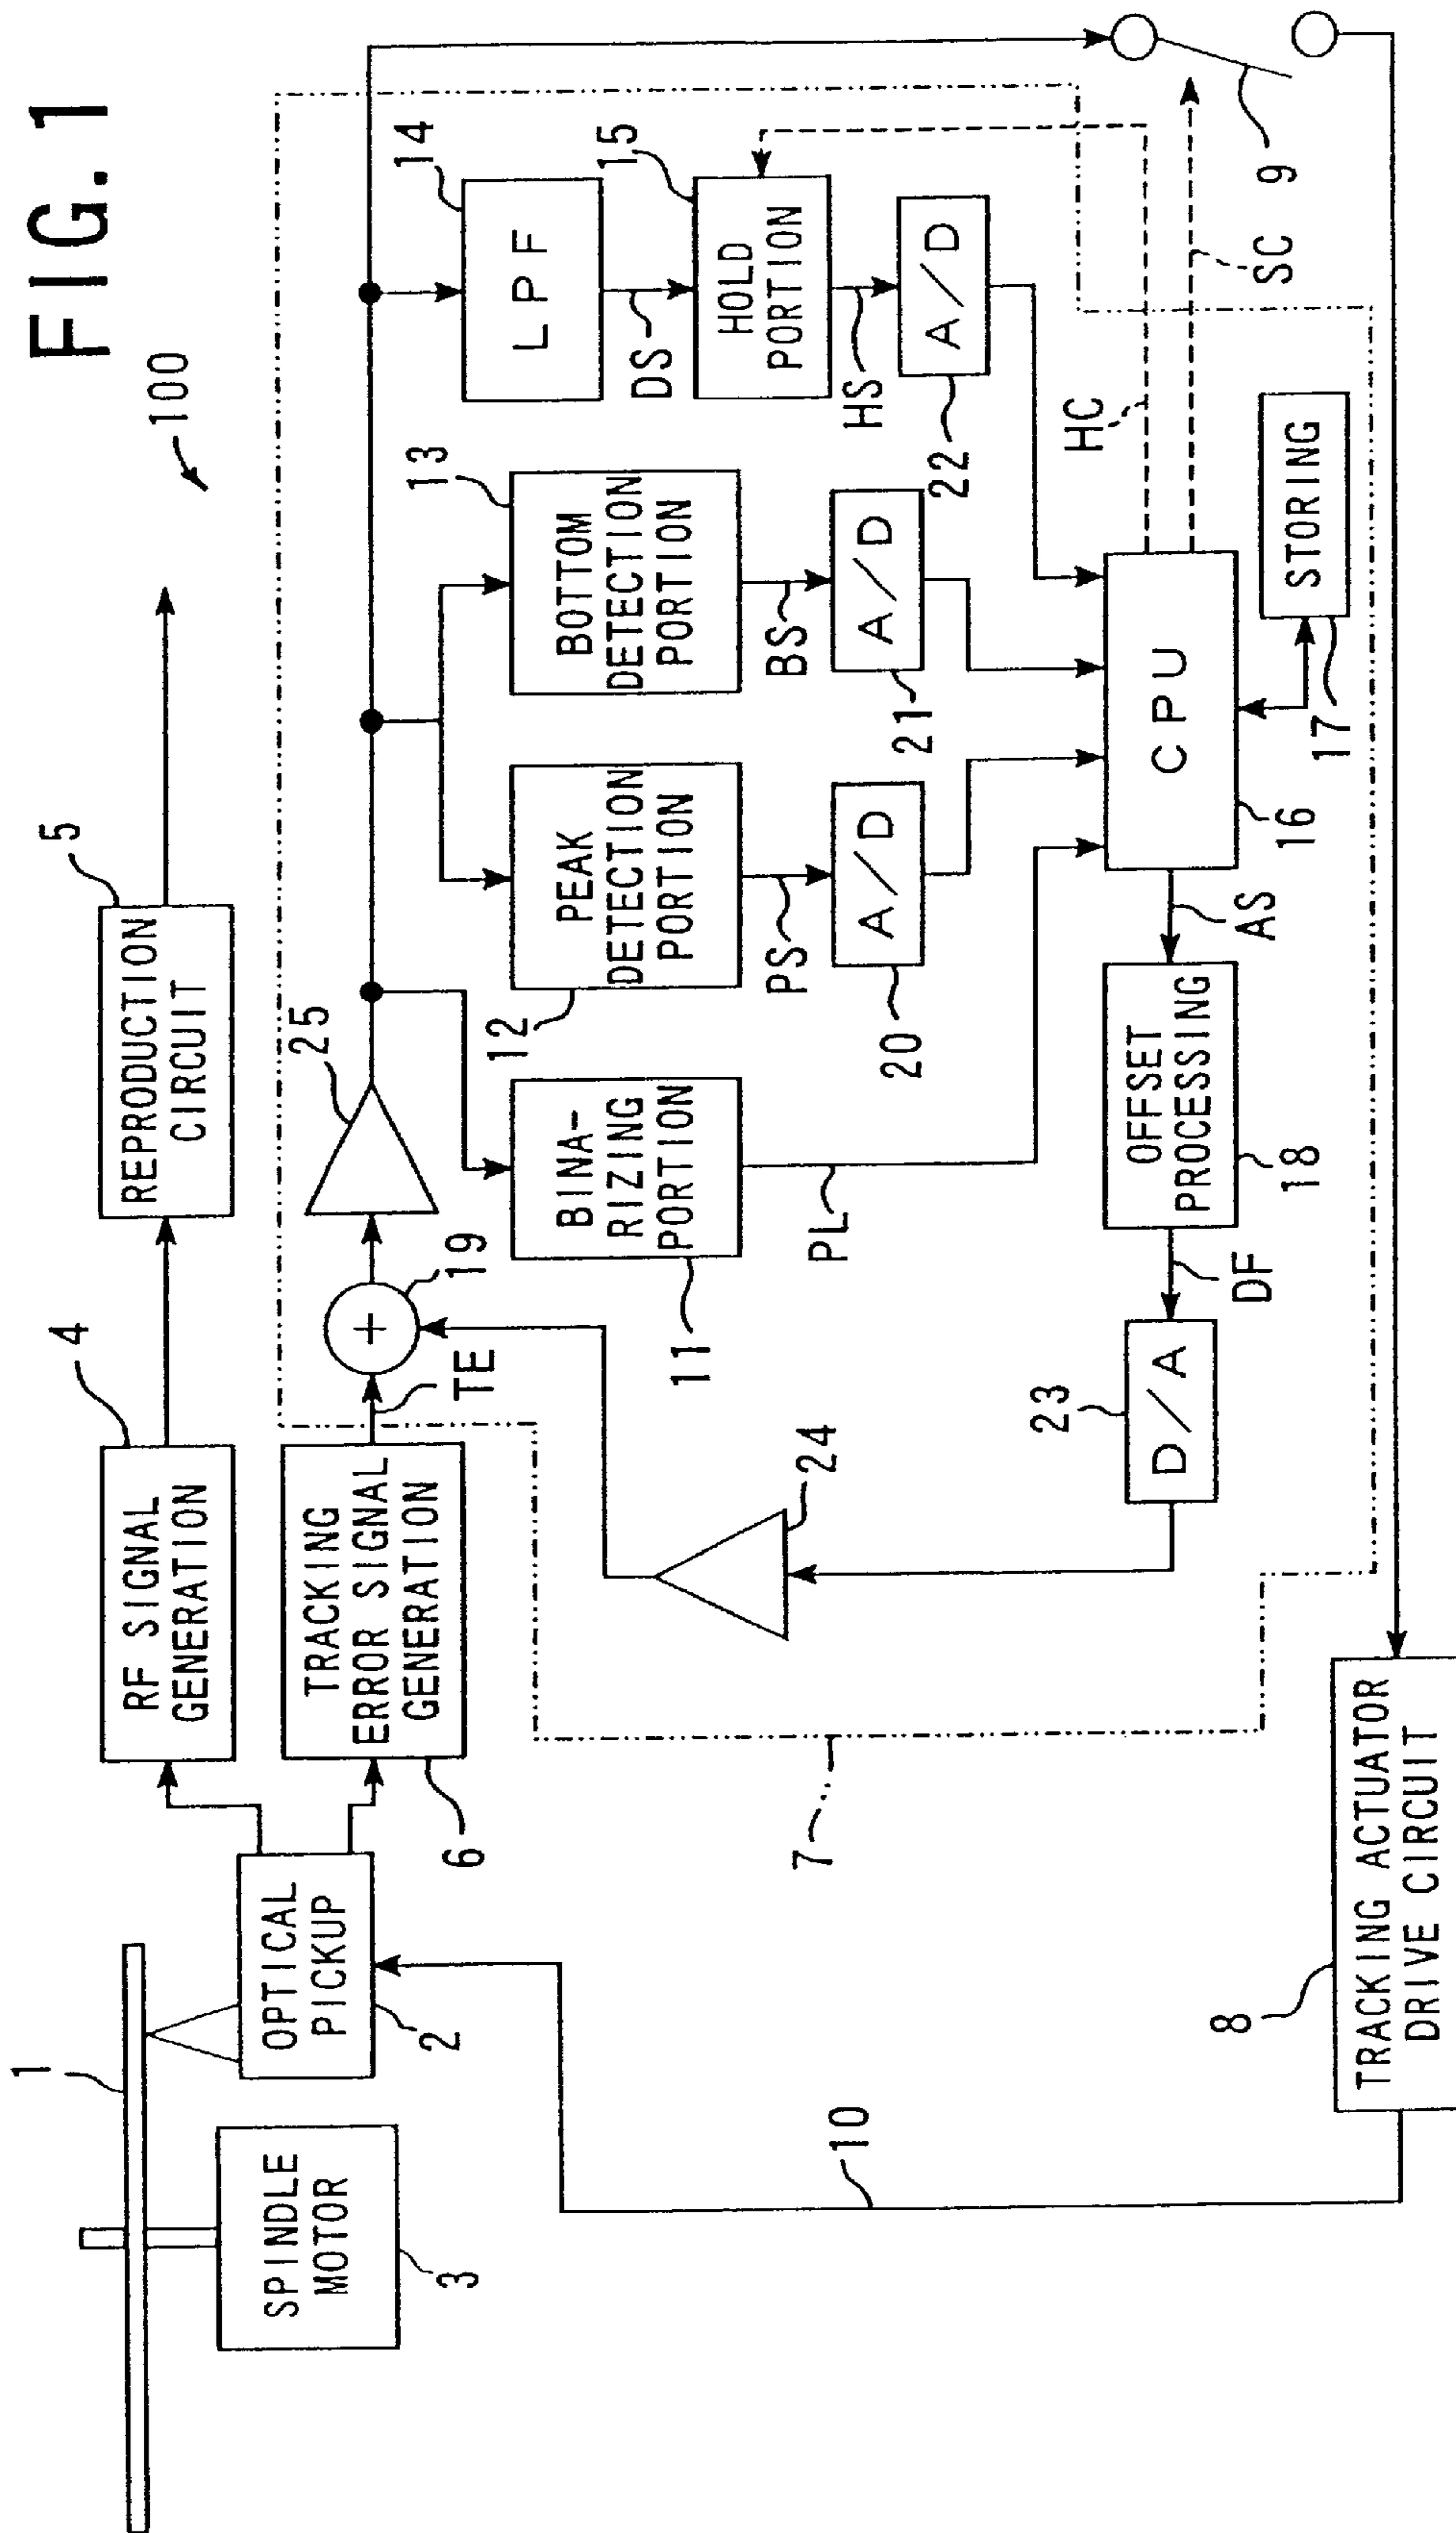 FIG. 1
100
1
SPINDLE
MOTOR
3
OPTICAL
PICKUP
2
RF SIGNAL
GENERATION
4
REPRODUCTION
CIRCUIT
5
TRACKING
ERROR SIGNAL
GENERATION
6
TE
19
+
25
BINA-
RIZING
PORTION
11
PL
PEAK
DETECTION
PORTION
12
PS
BOTTOM
DETECTION
PORTION
13
BS
LPF
14
DS
HOLD
PORTION
15
HS
A/D
20
A/D
21
A/D
22
HC
SC
9
CPU
16
STORING
17
AS
OFFSET
PROCESSING
18
DF
D/A
23
24
7
10
TRACKING ACTUATOR
DRIVE CIRCUIT
8